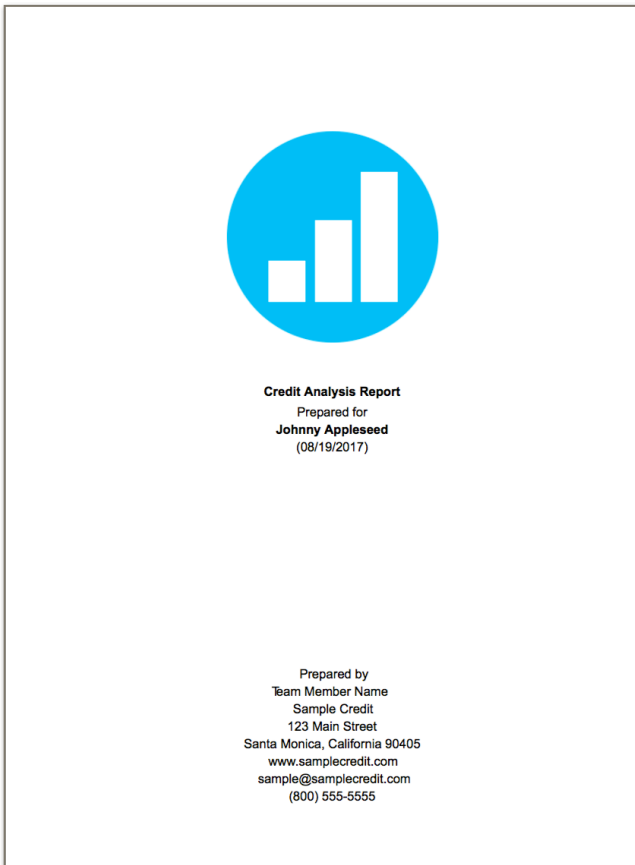 Credit Analysis Report
Prepared for
Johnny Appleseed
(08/19/2017)
Prepared by
Team Member Name
Sample Credit
123 Main Street
Santa Monica, California 90405
www.samplecredit.com
sample@samplecredit.com
(800) 555-5555